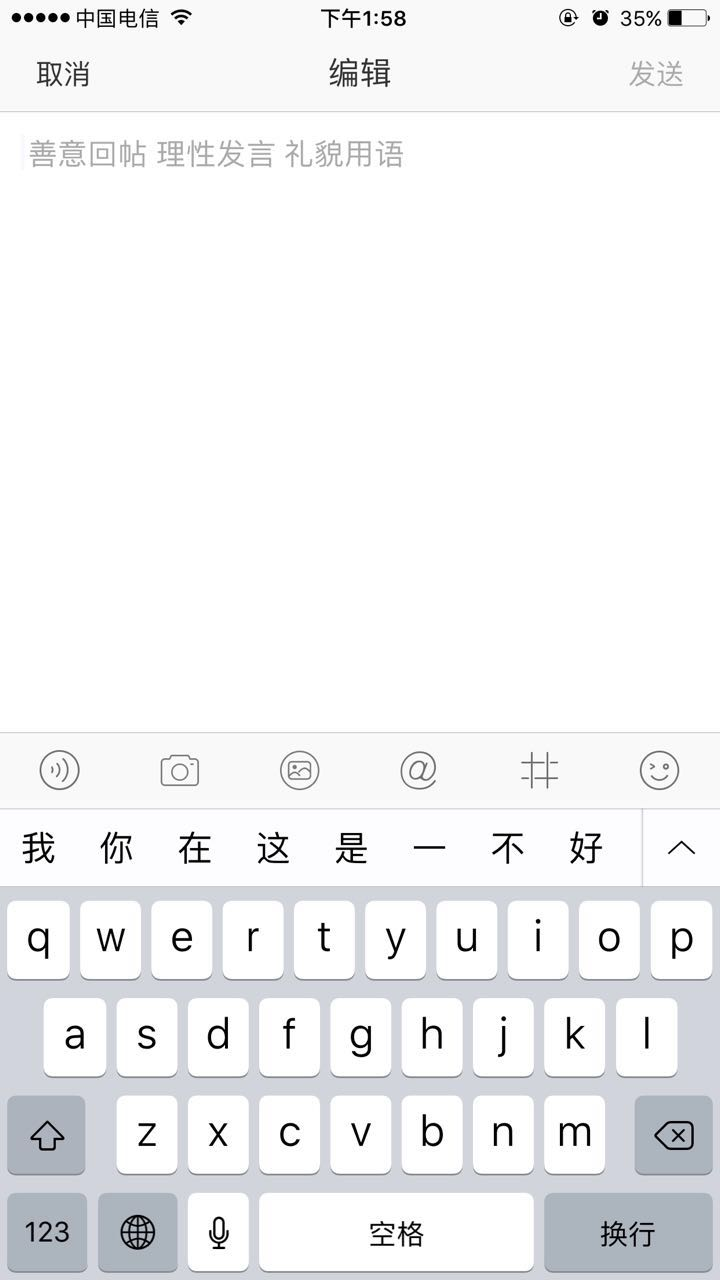 中国电信 下午1:58 35%
取消 编辑 发送
善意回帖 理性发言 礼貌用语
我 你 在 这 是 一 不 好
q w e r t y u i o p
a s d f g h j k l
z x c v b n m
123 空格 换行